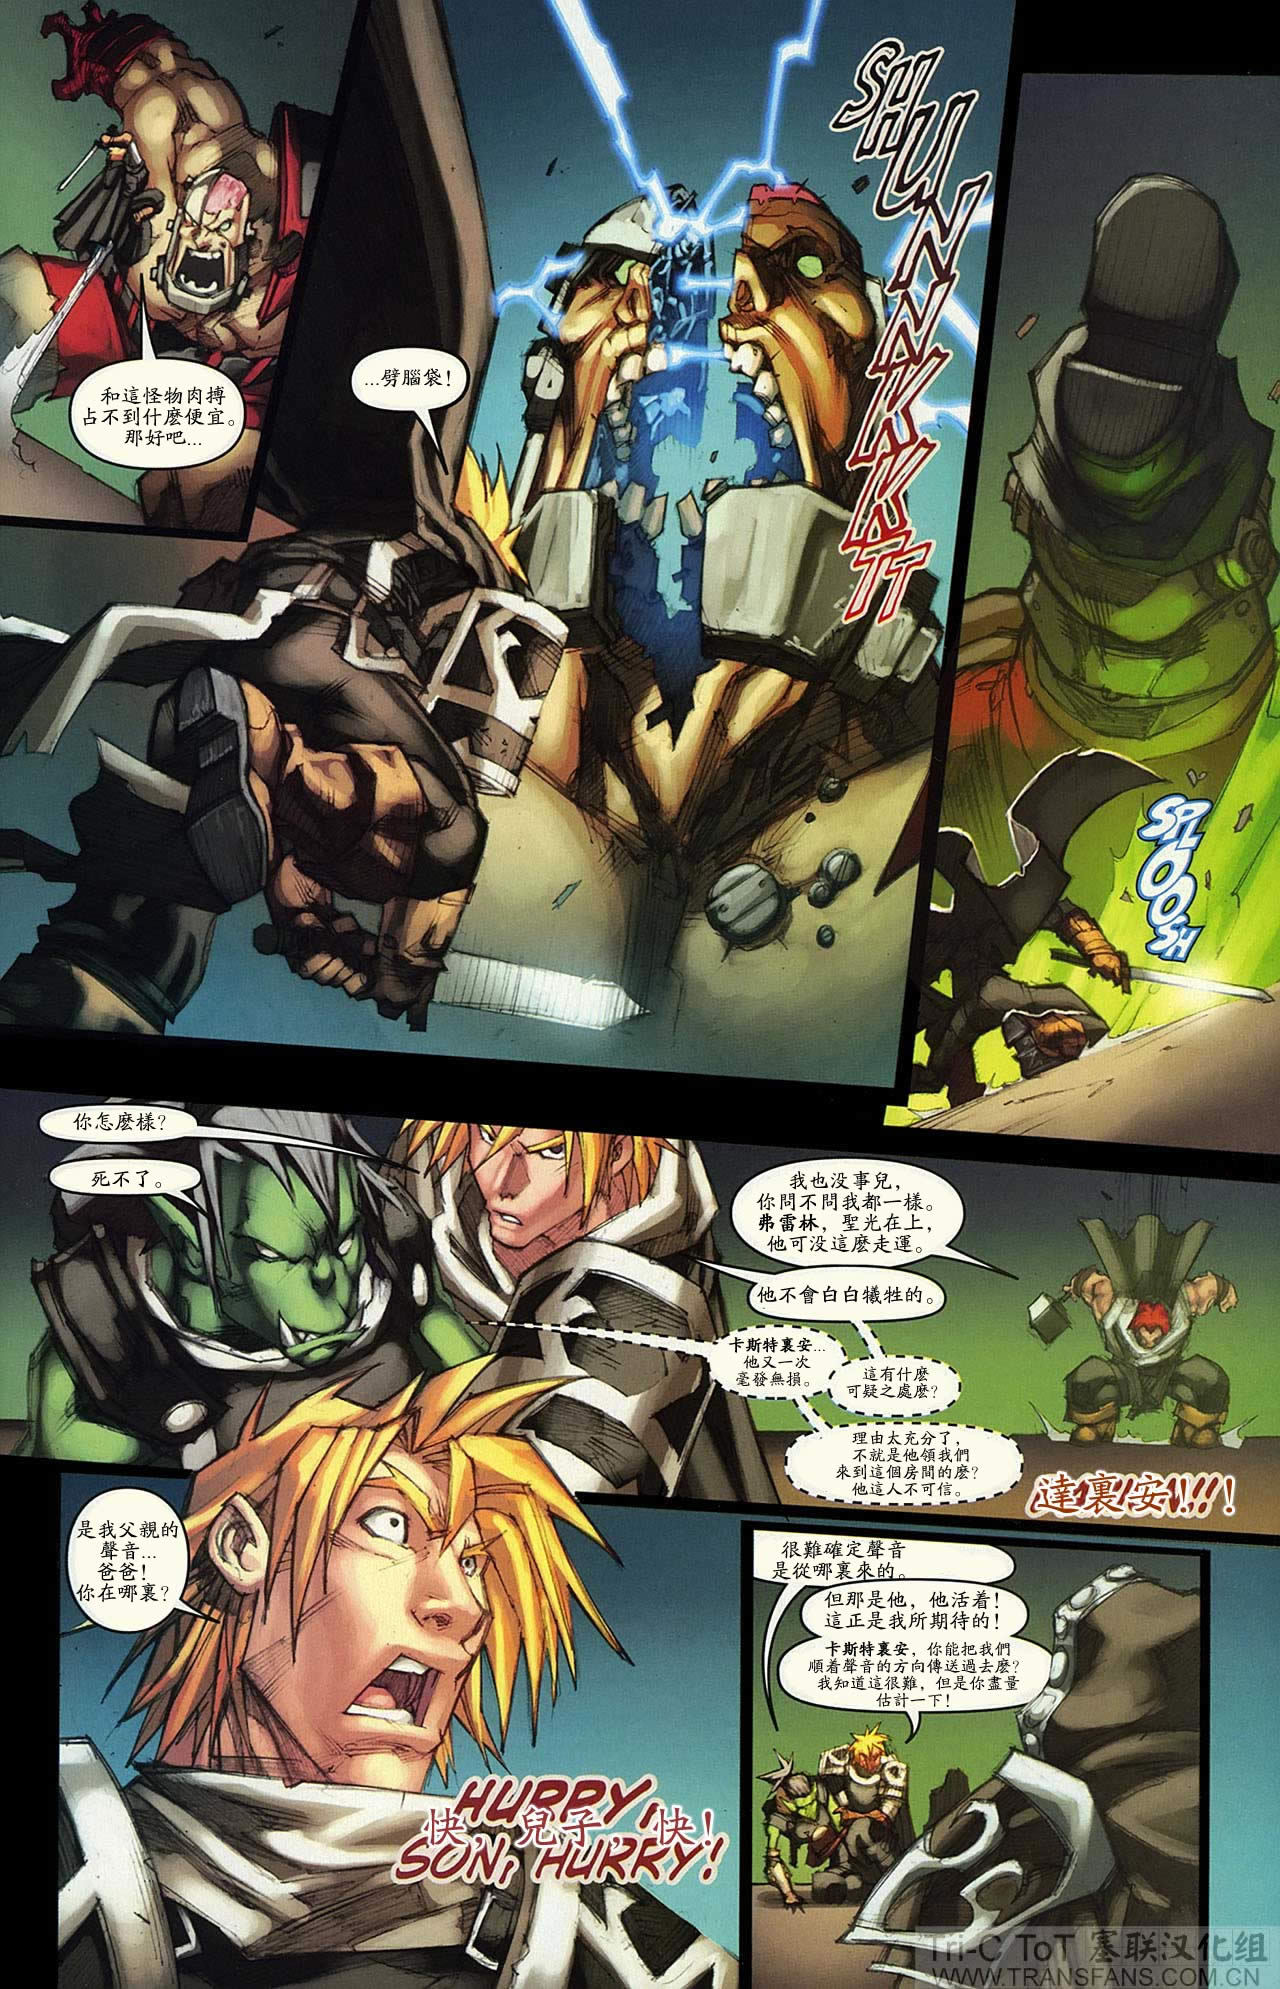 和這怪物肉搏
占不到什麽便宜。
那好吧...
...劈腦袋!
SHUNNNKKKTT
SPLOOSH
你怎麽樣?
死不了。
我也没事兒,
你問不問我都一樣。
弗雷林,聖光在上,
他可没這麽走運。
他不會白白犧牲的。
卡斯特裏安...
他又一次
毫發無損。
這有什麽
可疑之處麽?
理由太充分了,
不就是他領我們
來到這個房間的麽?
他這人不可信。
達裏安!!!!
是我父親的
聲音...
爸爸!
你在哪裏?
HURRY,
快,兒子,快!
SON, HURRY!
很難確定聲音
是從哪裏來的。
但那是他,他活着!
這正是我所期待的!
卡斯特裏安,你能把我們
順着聲音的方向傳送過去麽?
我知道這很難,但是你盡量
估計一下!
Tri-C ToT 塞联汉化组
WWW.TRANSFANS.COM.CN